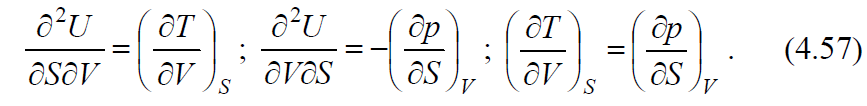 ∂²U/∂S∂V = (∂T/∂V)_S ; ∂²U/∂V∂S = −(∂p/∂S)_V ; (∂T/∂V)_S = (∂p/∂S)_V . (4.57)